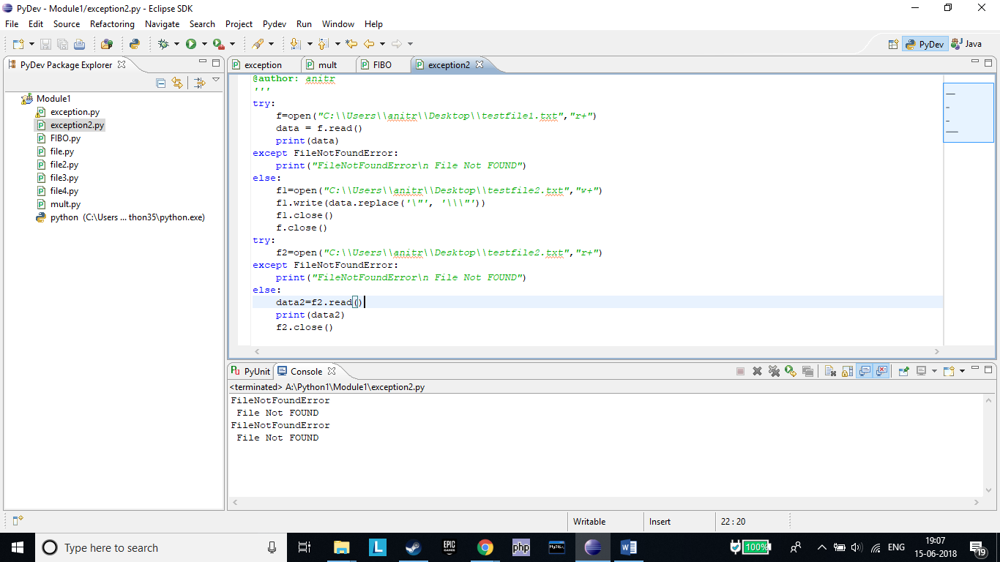 PyDev - Module1/exception2.py - Eclipse SDK
File Edit Source Refactoring Navigate Search Project Pydev Run Window Help
PyDev Java
PyDev Package Explorer
exception mult FIBO exception2
Module1
exception.py
exception2.py
FIBO.py
file.py
file2.py
file3.py
file4.py
mult.py
python (C:\Users ... thon35\python.exe)
@author: anitr
'''
try:
    f=open("C:\\Users\\anitr\\Desktop\\testfile1.txt","r+")
    data = f.read()
    print(data)
except FileNotFoundError:
    print("FileNotFoundError\n File Not FOUND")
else:
    f1=open("C:\\Users\\anitr\\Desktop\\testfile2.txt","w+")
    f1.write(data.replace('\"', '\\\"'))
    f1.close()
    f.close()
try:
    f2=open("C:\\Users\\anitr\\Desktop\\testfile2.txt","r+")
except FileNotFoundError:
    print("FileNotFoundError\n File Not FOUND")
else:
    data2=f2.read()
    print(data2)
    f2.close()
PyUnit Console
<terminated> A:\Python1\Module1\exception2.py
FileNotFoundError
 File Not FOUND
FileNotFoundError
 File Not FOUND
Writable Insert 22 : 20
Type here to search
L
EPIC GAMES
php
MySQL
W
100%
ENG
19:07
15-06-2018
19